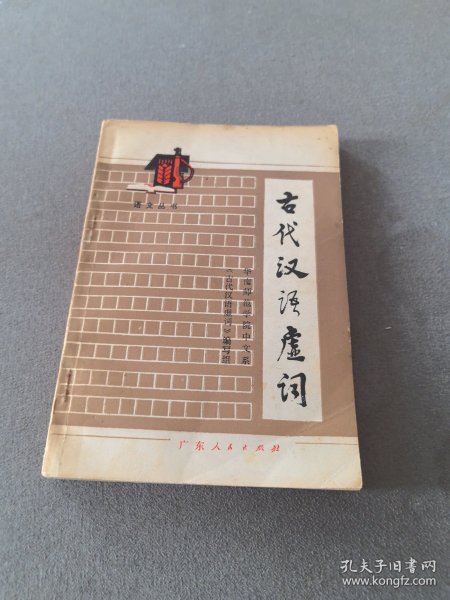 语文丛书
古代汉语虚词
华南师范学院中文系
《古代汉语虚词》编写组
广东人民出版社
孔夫子旧书网
www.kongfz.com